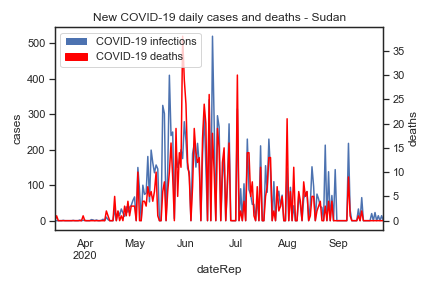 New COVID-19 daily cases and deaths - Sudan
COVID-19 infections
COVID-19 deaths
500
400
300
200
100
0
cases
35
30
25
20
15
10
5
0
deaths
Apr
2020
May
Jun
Jul
Aug
Sep
dateRep